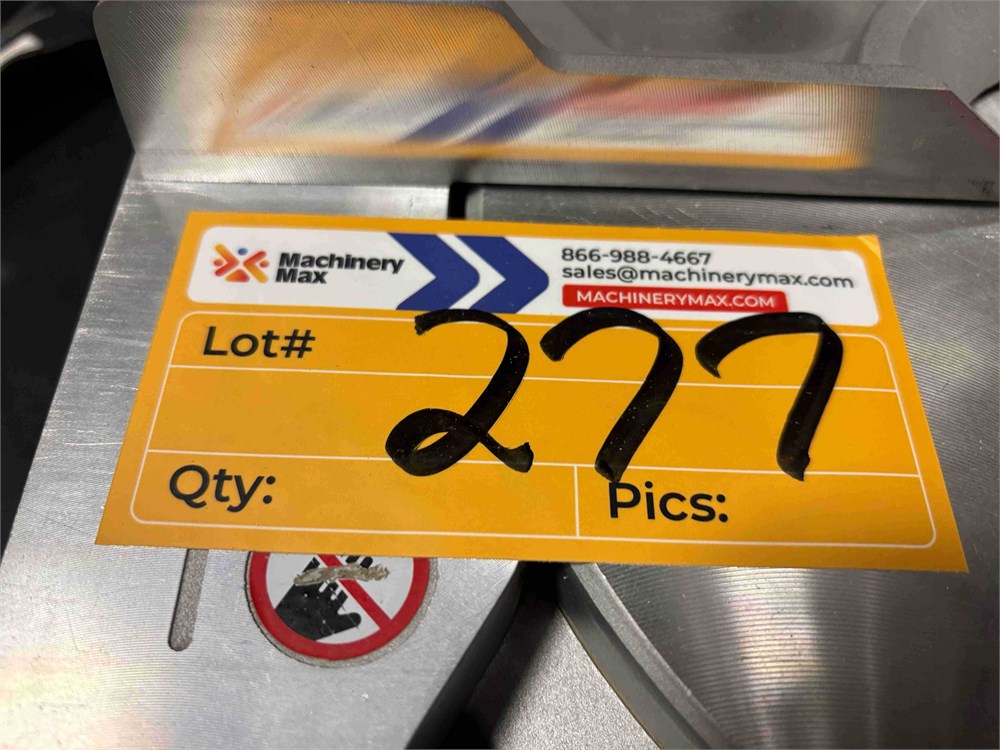 Machinery
Max
866-988-4667
sales@machinerymax.com
MACHINERYMAX.COM
Lot# 277
Qty:
Pics: